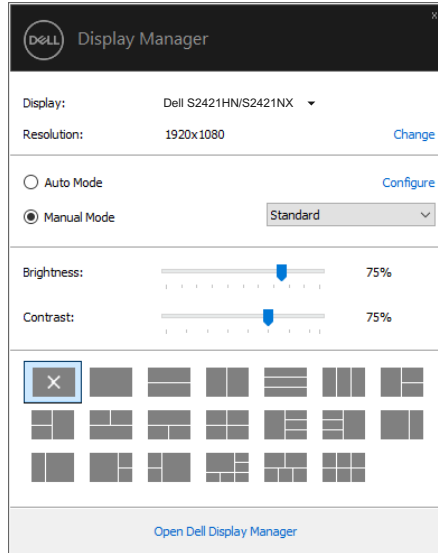 x
DELL Display Manager
Display: Dell S2421HN/S2421NX
Resolution: 1920x1080 Change
Auto Mode Configure
Manual Mode Standard
Brightness: 75%
Contrast: 75%
Open Dell Display Manager